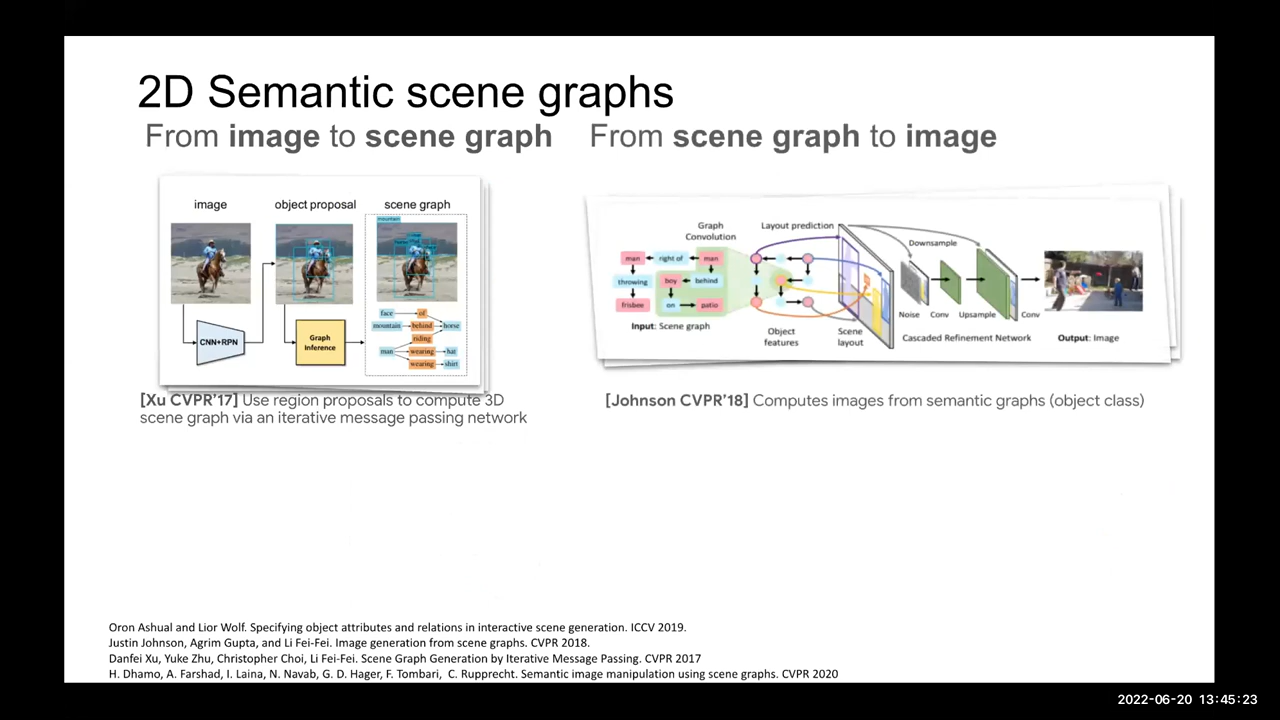 2D Semantic scene graphs
From image to scene graph
From scene graph to image
image
object proposal
scene graph
mountain
CNN+RPN
Graph
Inference
face
of
mountain
behind
horse
riding
man
wearing
hat
wearing
shirt
[Xu CVPR'17] Use region proposals to compute 3D
scene graph via an iterative message passing network
Graph
Convolution
Layout prediction
Downsample
man
right of
man
throwing
boy
behind
frisbee
on
patio
Input: Scene graph
Object
features
Scene
layout
Noise
Conv
Upsample
Conv
Cascaded Refinement Network
Output: Image
[Johnson CVPR'18] Computes images from semantic graphs (object class)
Oron Ashual and Lior Wolf. Specifying object attributes and relations in interactive scene generation. ICCV 2019.
Justin Johnson, Agrim Gupta, and Li Fei-Fei. Image generation from scene graphs. CVPR 2018.
Danfei Xu, Yuke Zhu, Christopher Choi, Li Fei-Fei. Scene Graph Generation by Iterative Message Passing. CVPR 2017
H. Dhamo, A. Farshad, I. Laina, N. Navab, G. D. Hager, F. Tombari, C. Rupprecht. Semantic image manipulation using scene graphs. CVPR 2020
2022-06-20 13:45:23